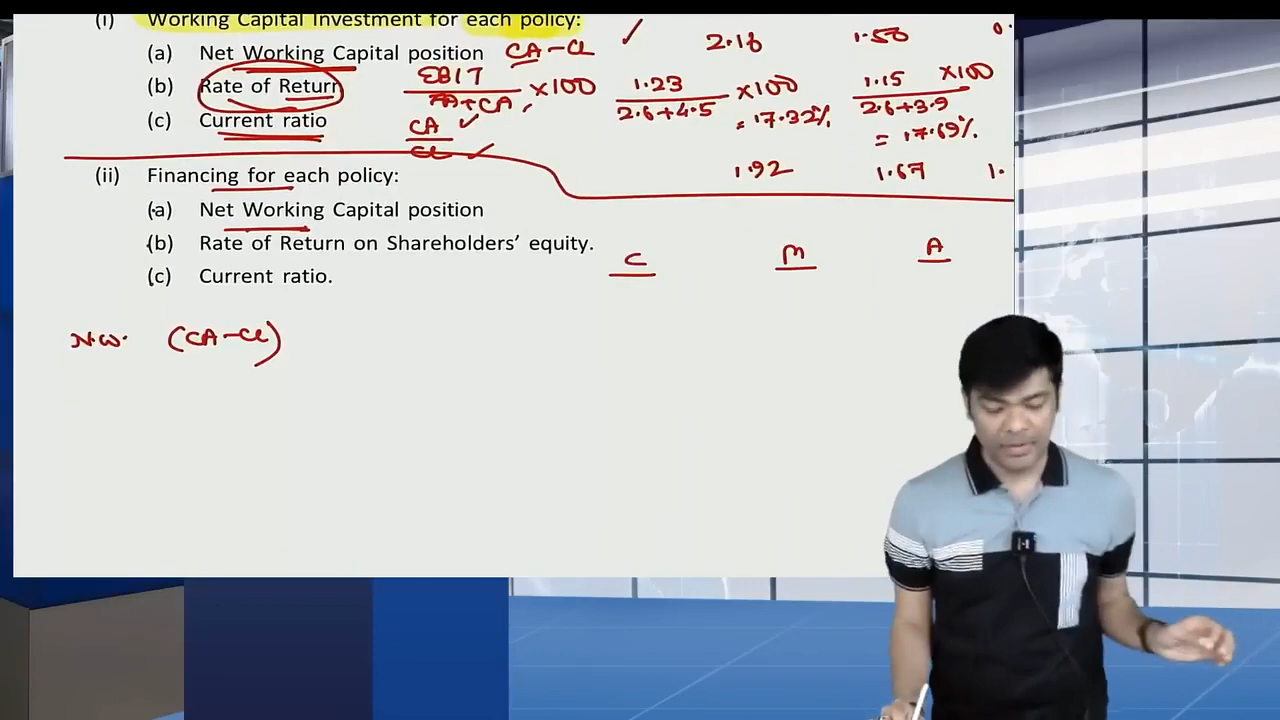 (i) Working Capital Investment for each policy:
(a) Net Working Capital position CA-CL ✓ 2.16 1.50 0.
(b) Rate of Return EBIT / FA+CA ×100 1.23 / 2.6+4.5 ×100 = 17.32% 1.15 / 2.6+3.9 ×100 = 17.69%
(c) Current ratio CA / CL 1.92 1.67 1.
(ii) Financing for each policy:
(a) Net Working Capital position
(b) Rate of Return on Shareholders' equity.
(c) Current ratio.
C M A
N.W. (CA-CL)